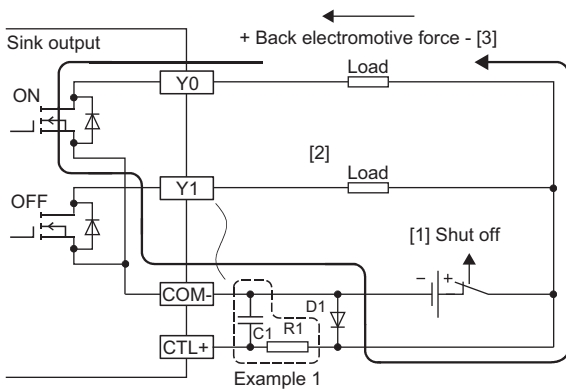 Sink output
+ Back electromotive force - [3]
Y0
Load
ON
[2]
Y1
Load
OFF
[1] Shut off
− +
COM-
D1
C1
R1
CTL+
Example 1